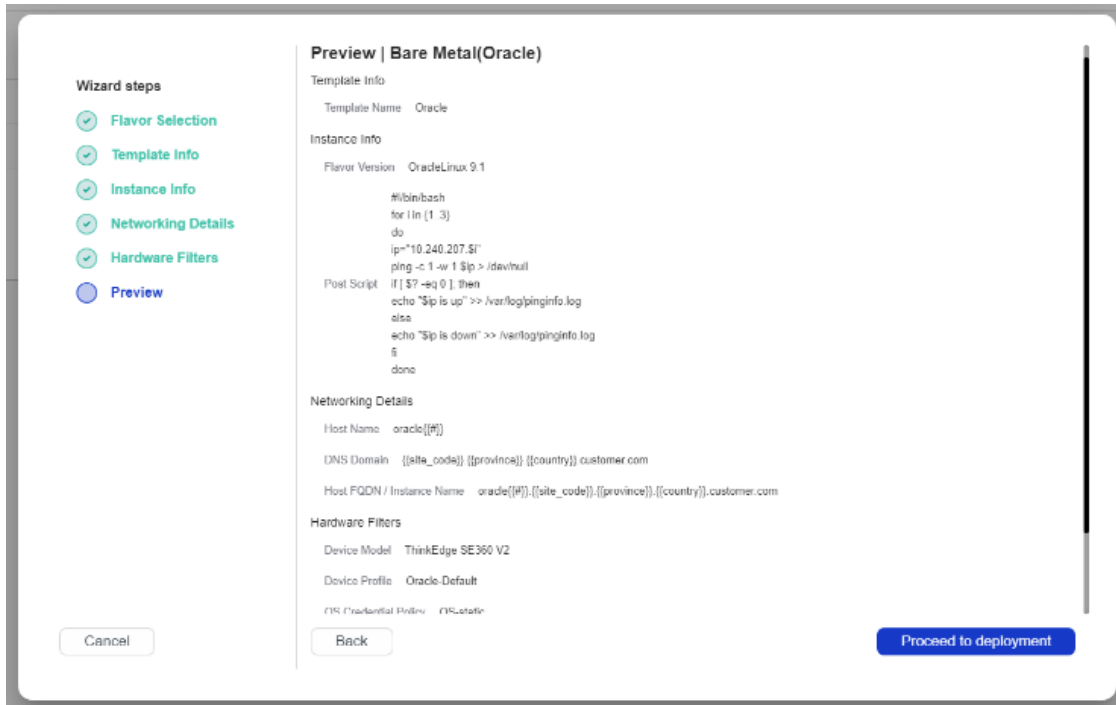 Preview | Bare Metal(Oracle)
Wizard steps
Flavor Selection
Template Info
Instance Info
Networking Details
Hardware Filters
Preview
Template Info
Template Name Oracle
Instance Info
Flavor Version OracleLinux 9.1
Post Script
#!/bin/bash
for i in {1..3}
do
ip="10.240.207.$i"
ping -c 1 -w 1 $ip > /dev/null
if [ $? -eq 0 ]; then
echo "$ip is up" >> /var/log/pinginfo.log
else
echo "$ip is down" >> /var/log/pinginfo.log
fi
done
Networking Details
Host Name oracle{{#}}
DNS Domain {{site_code}}.{{province}}.{{country}}.customer.com
Host FQDN / Instance Name oracle{{#}}.{{site_code}}.{{province}}.{{country}}.customer.com
Hardware Filters
Device Model ThinkEdge SE360 V2
Device Profile Oracle-Default
OS Credential Policy OS-static
Cancel
Back
Proceed to deployment